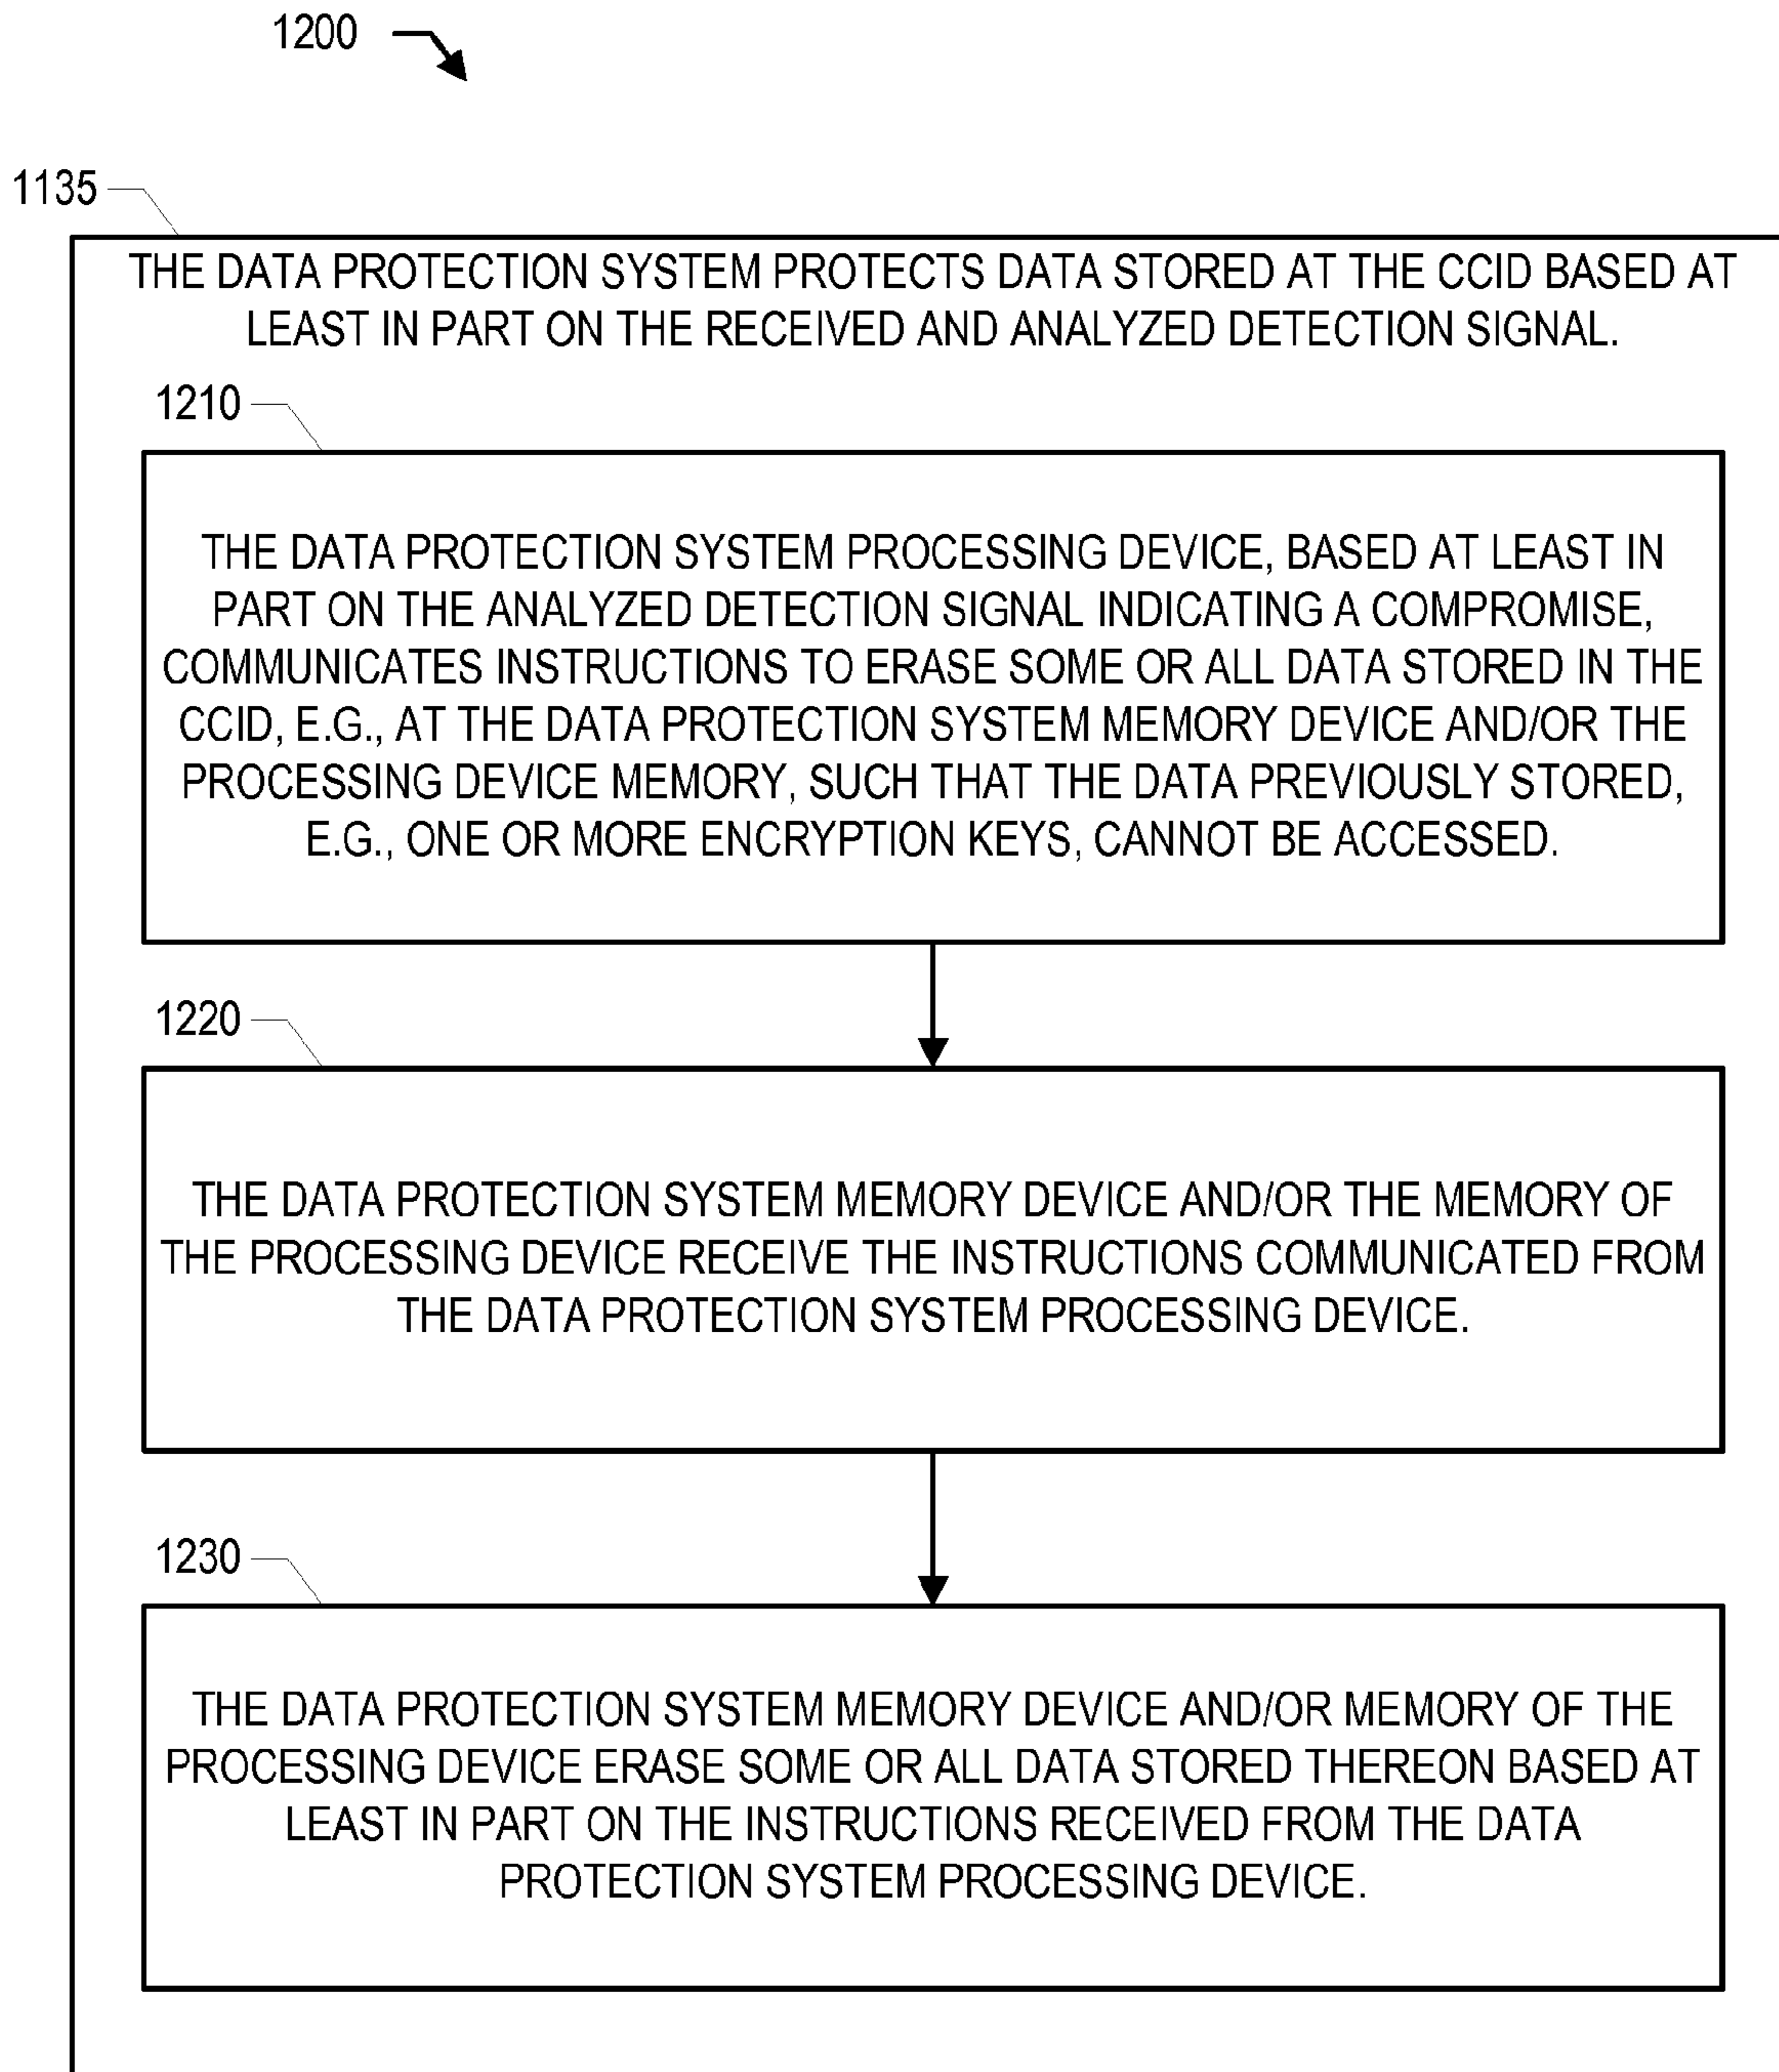 1200
1135
THE DATA PROTECTION SYSTEM PROTECTS DATA STORED AT THE CCID BASED AT
LEAST IN PART ON THE RECEIVED AND ANALYZED DETECTION SIGNAL.
1210
THE DATA PROTECTION SYSTEM PROCESSING DEVICE, BASED AT LEAST IN
PART ON THE ANALYZED DETECTION SIGNAL INDICATING A COMPROMISE,
COMMUNICATES INSTRUCTIONS TO ERASE SOME OR ALL DATA STORED IN THE
CCID, E.G., AT THE DATA PROTECTION SYSTEM MEMORY DEVICE AND/OR THE
PROCESSING DEVICE MEMORY, SUCH THAT THE DATA PREVIOUSLY STORED,
E.G., ONE OR MORE ENCRYPTION KEYS, CANNOT BE ACCESSED.
1220
THE DATA PROTECTION SYSTEM MEMORY DEVICE AND/OR THE MEMORY OF
THE PROCESSING DEVICE RECEIVE THE INSTRUCTIONS COMMUNICATED FROM
THE DATA PROTECTION SYSTEM PROCESSING DEVICE.
1230
THE DATA PROTECTION SYSTEM MEMORY DEVICE AND/OR MEMORY OF THE
PROCESSING DEVICE ERASE SOME OR ALL DATA STORED THEREON BASED AT
LEAST IN PART ON THE INSTRUCTIONS RECEIVED FROM THE DATA
PROTECTION SYSTEM PROCESSING DEVICE.